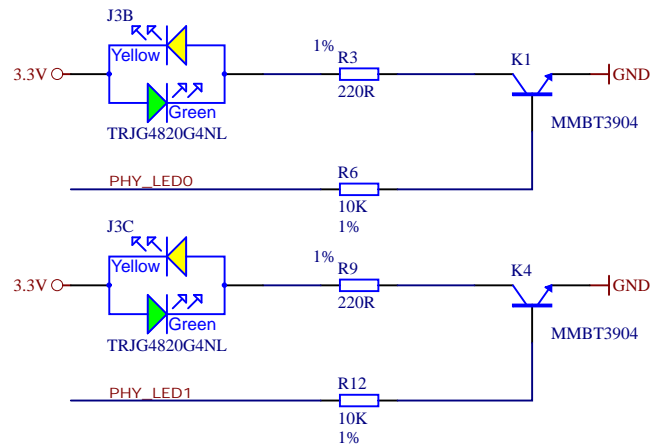 J3B
Yellow
3.3V
Green
TRJG4820G4NL
1%
R3
220R
K1
GND
MMBT3904
PHY_LED0
R6
10K
1%
J3C
Yellow
3.3V
Green
TRJG4820G4NL
1%
R9
220R
K4
GND
MMBT3904
PHY_LED1
R12
10K
1%